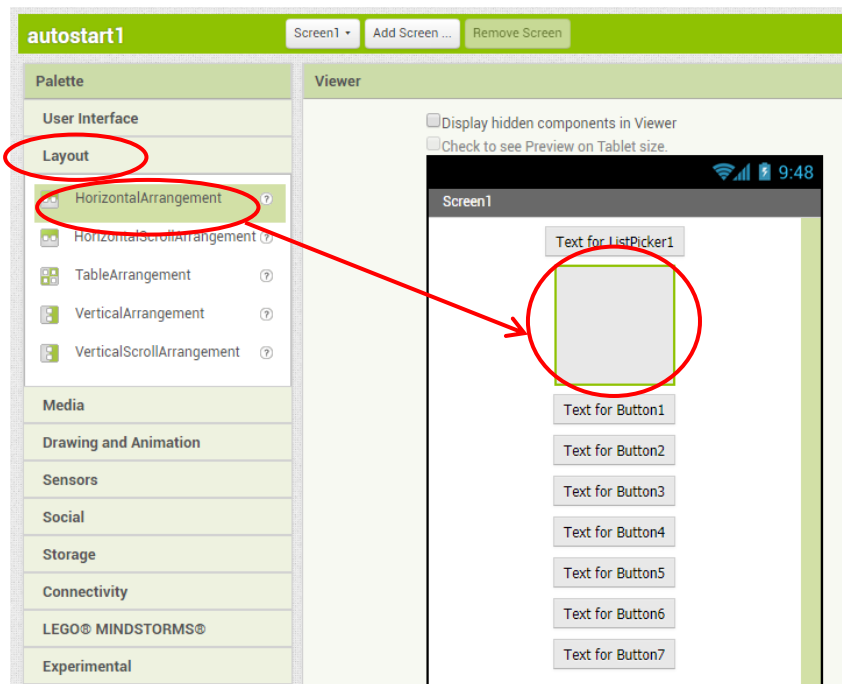 autostart1
Screen1
Add Screen ...
Remove Screen
Palette
User Interface
Layout
HorizontalArrangement
?
HorizontalScrollArrangement
?
TableArrangement
?
VerticalArrangement
?
VerticalScrollArrangement
?
Media
Drawing and Animation
Sensors
Social
Storage
Connectivity
LEGO® MINDSTORMS®
Experimental
Viewer
Display hidden components in Viewer
Check to see Preview on Tablet size.
9:48
Screen1
Text for ListPicker1
Text for Button1
Text for Button2
Text for Button3
Text for Button4
Text for Button5
Text for Button6
Text for Button7